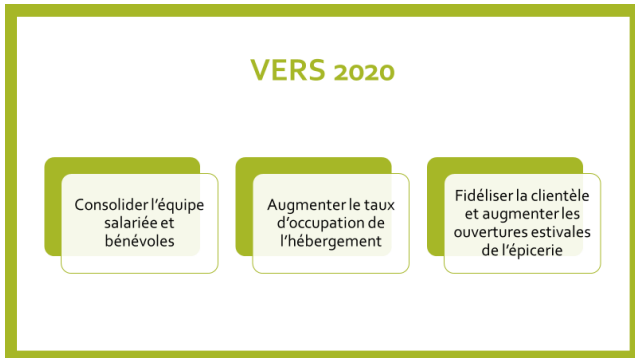 VERS 2020
Consolider l'équipe
salariée et
bénévoles
Augmenter le taux
d'occupation de
l'hébergement
Fidéliser la clientèle
et augmenter les
ouvertures estivales
de l'épicerie